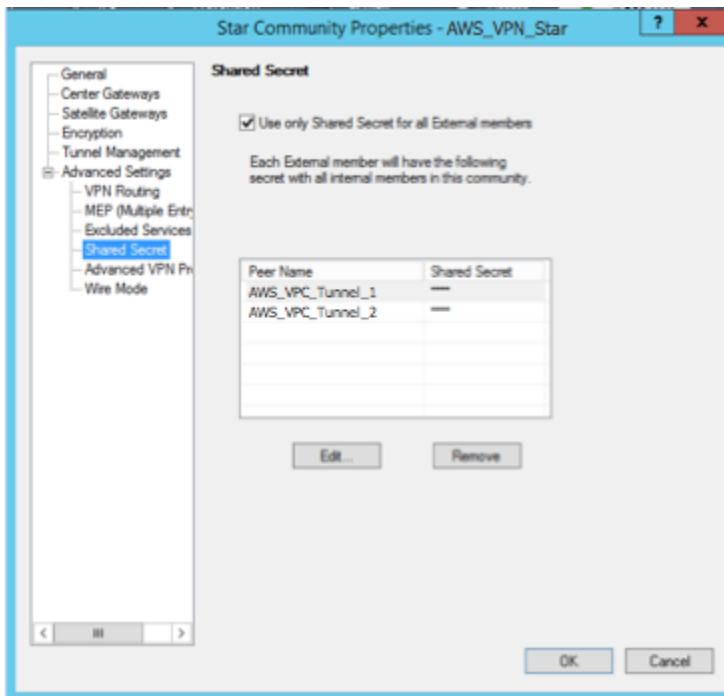 Star Community Properties - AWS_VPN_Star
?
x
General
Center Gateways
Satellite Gateways
Encryption
Tunnel Management
Advanced Settings
VPN Routing
MEP (Multiple Entry
Excluded Services
Shared Secret
Advanced VPN Pr
Wire Mode
Shared Secret
Use only Shared Secret for all External members
Each External member will have the following
secret with all internal members in this community.
Peer Name Shared Secret
AWS_VPC_Tunnel_1 ****
AWS_VPC_Tunnel_2 ****
Edit... Remove
OK Cancel